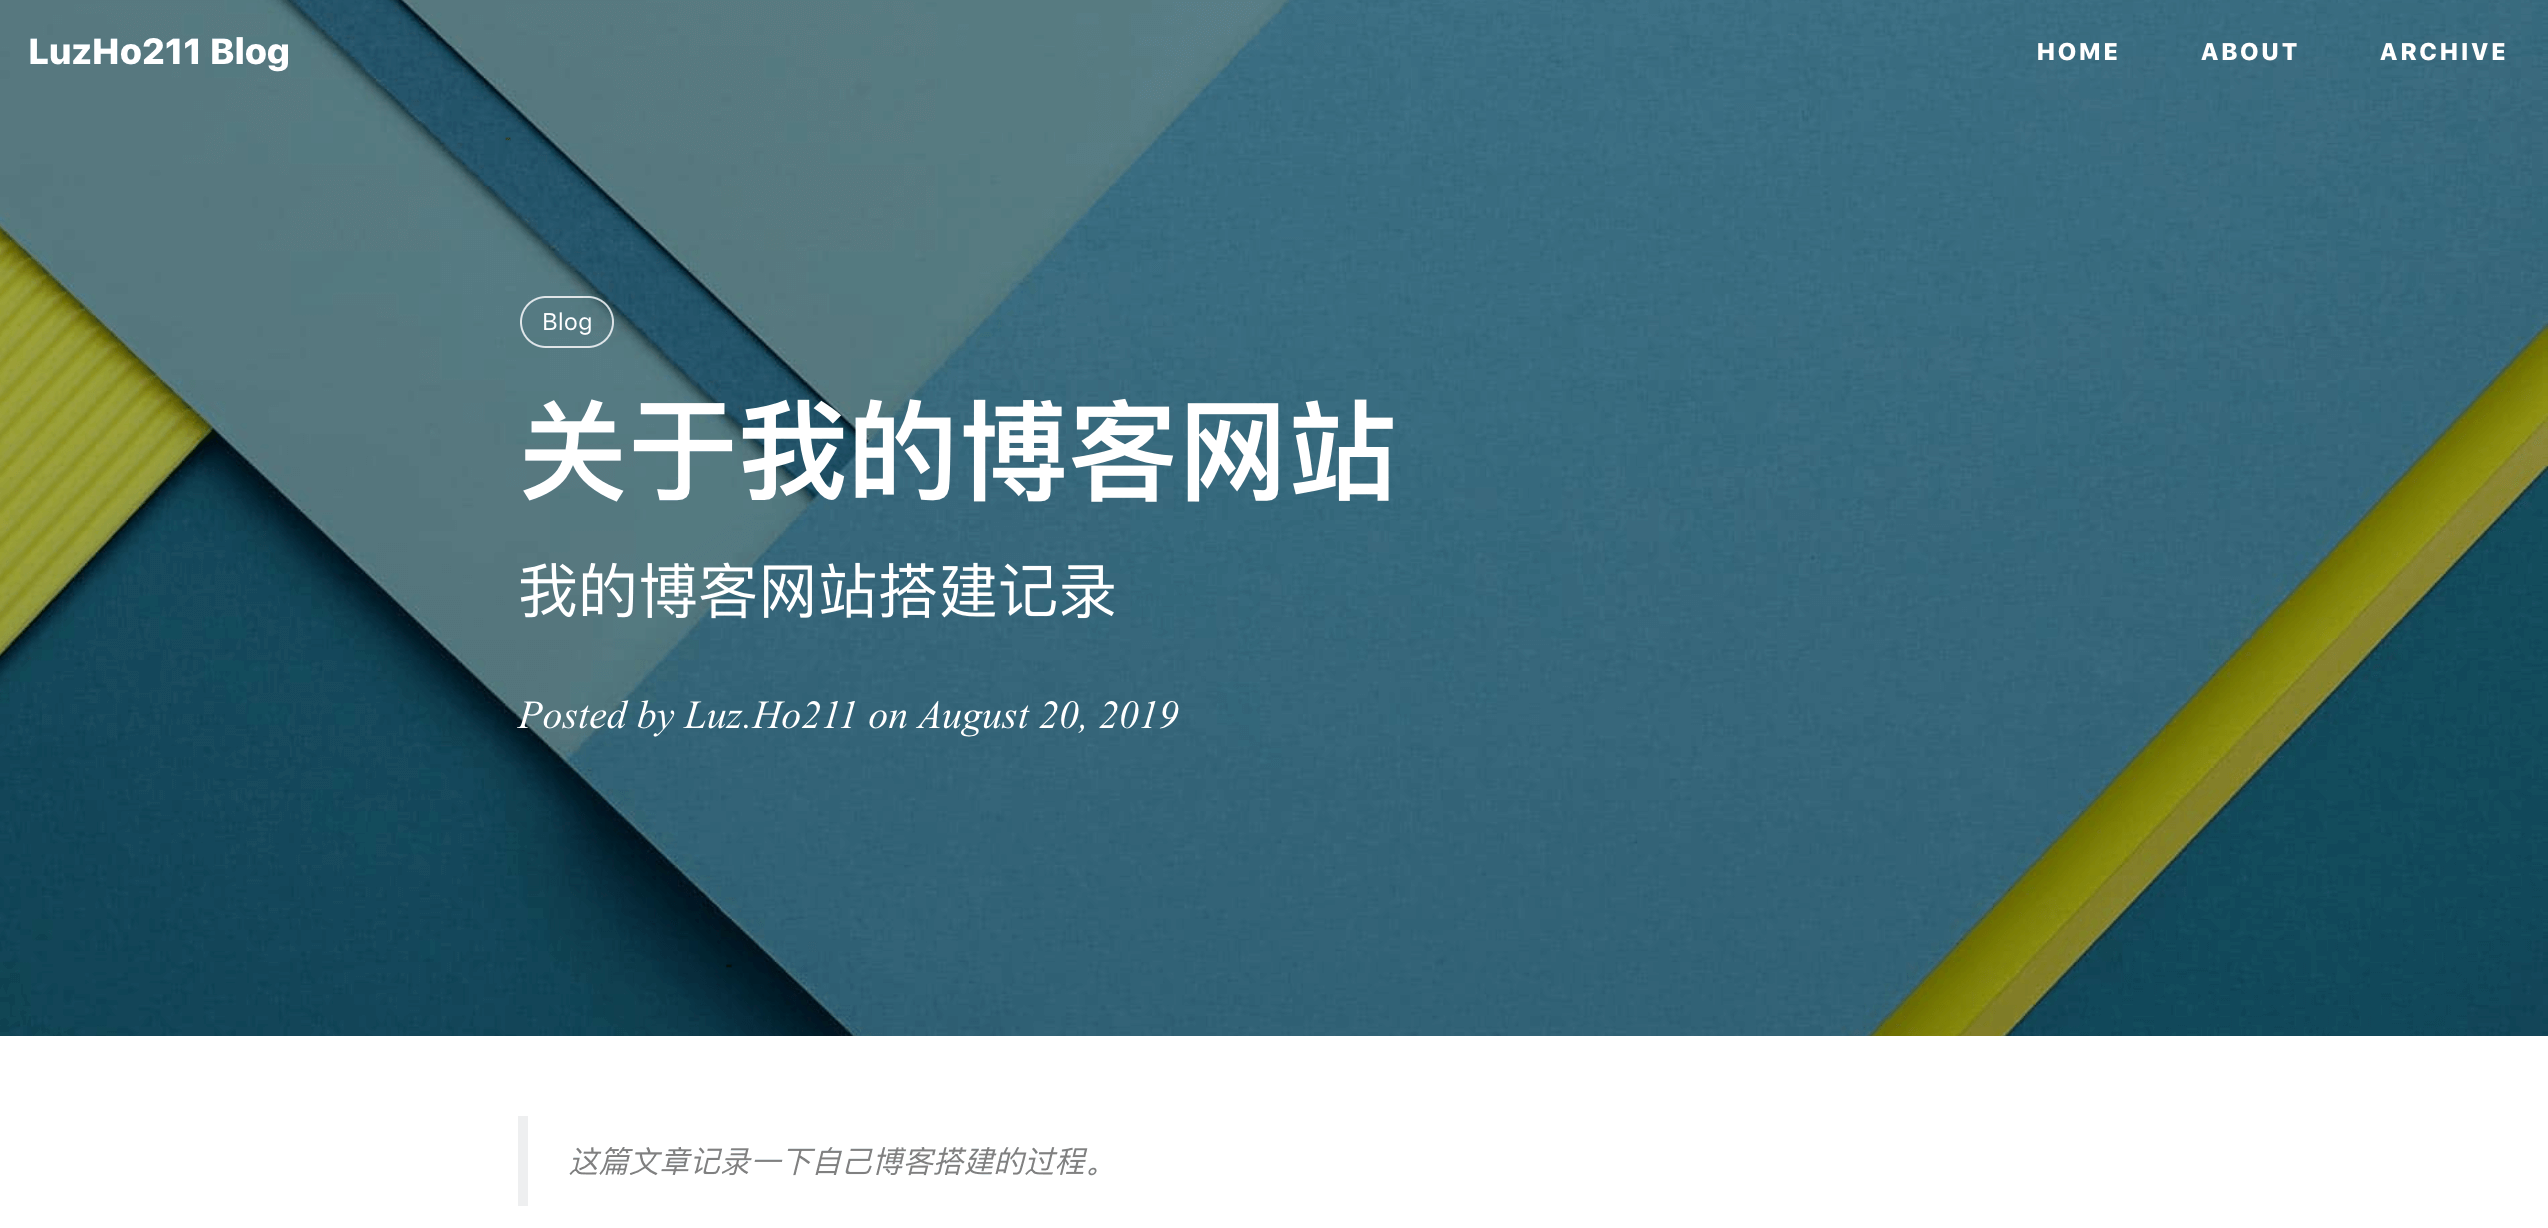 LuzHo211 Blog
HOME ABOUT ARCHIVE
Blog
关于我的博客网站
我的博客网站搭建记录
Posted by Luz.Ho211 on August 20, 2019
这篇文章记录一下自己博客搭建的过程。